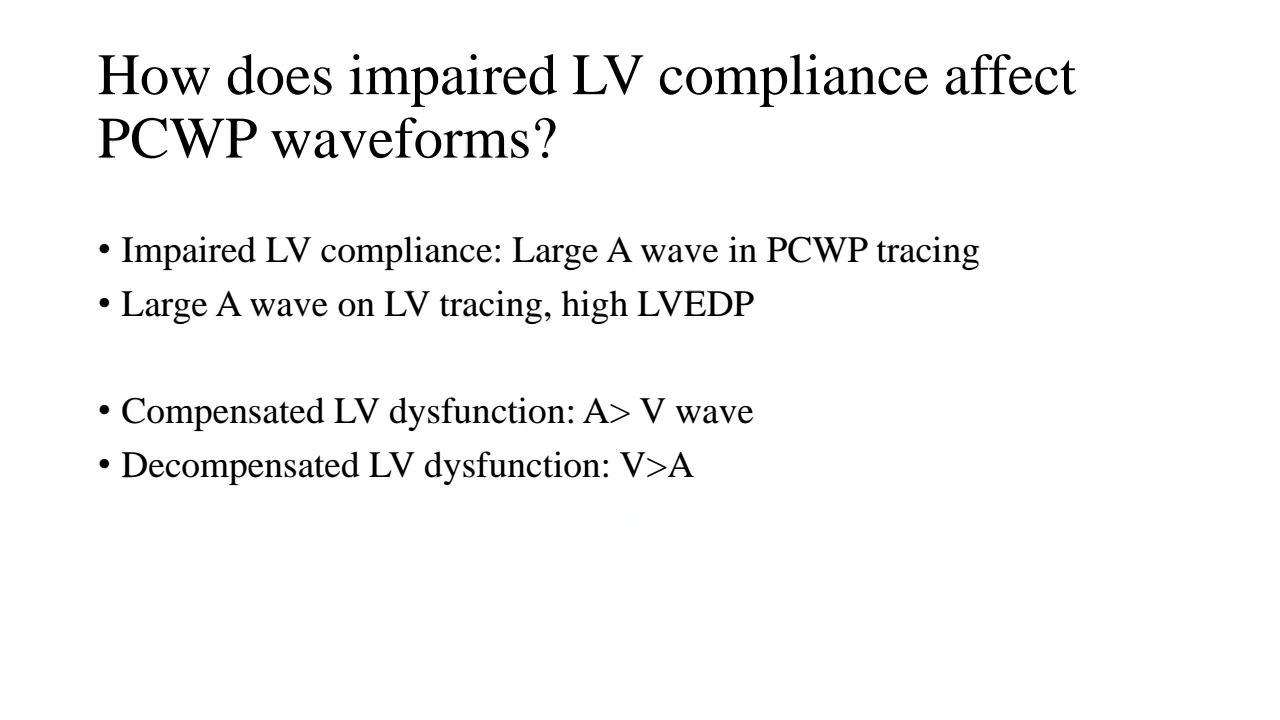 How does impaired LV compliance affect
PCWP waveforms?
• Impaired LV compliance: Large A wave in PCWP tracing
• Large A wave on LV tracing, high LVEDP
• Compensated LV dysfunction: A> V wave
• Decompensated LV dysfunction: V>A